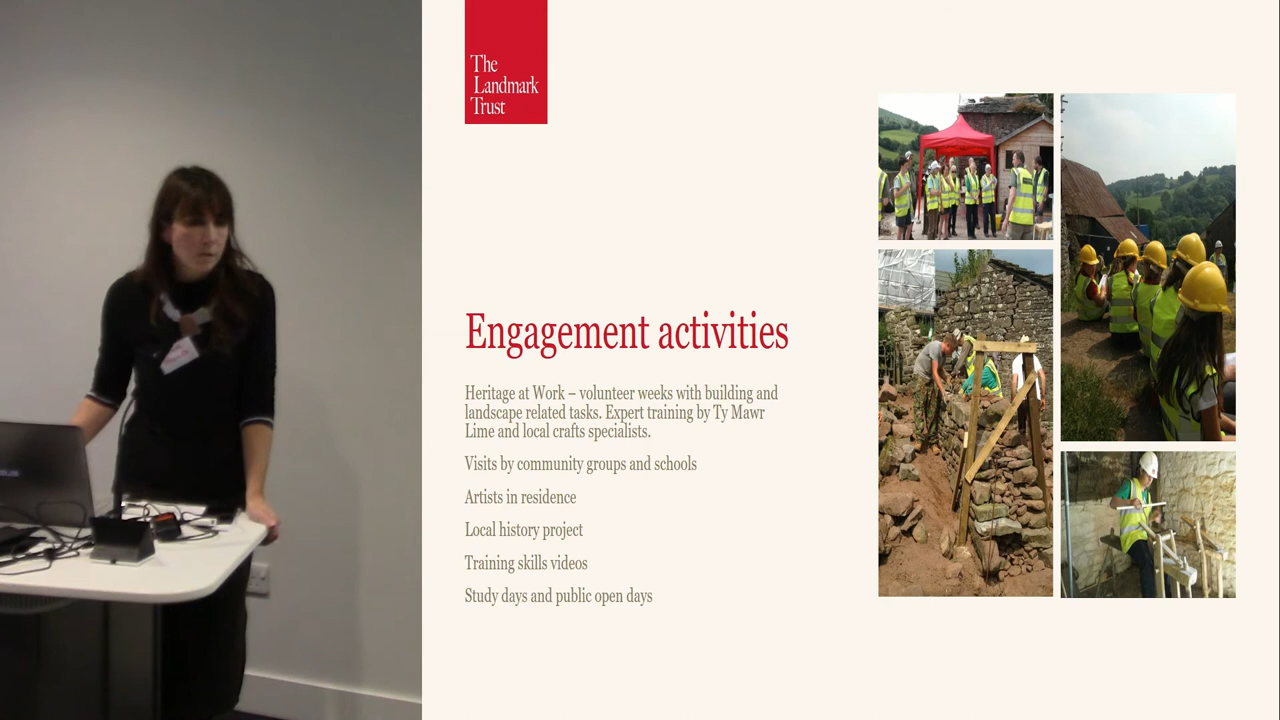 The
Landmark
Trust
Engagement activities
Heritage at Work – volunteer weeks with building and
landscape related tasks. Expert training by Ty Mawr
Lime and local crafts specialists.
Visits by community groups and schools
Artists in residence
Local history project
Training skills videos
Study days and public open days